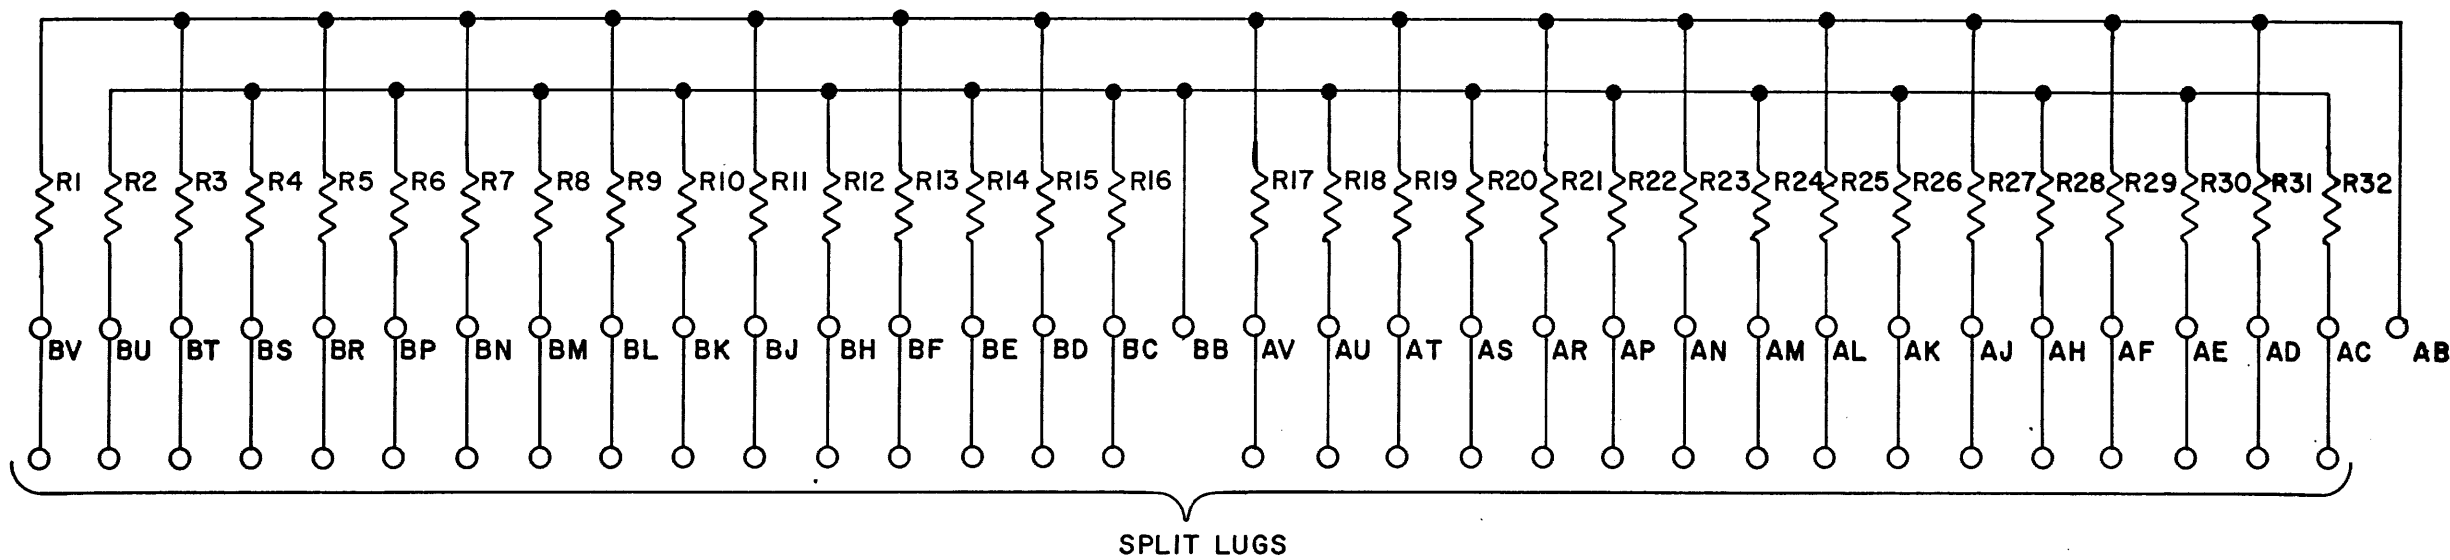 R1 R2 R3 R4 R5 R6 R7 R8 R9 R10 R11 R12 R13 R14 R15 R16 R17 R18 R19 R20 R21 R22 R23 R24 R25 R26 R27 R28 R29 R30 R31 R32
BV BU BT BS BR BP BN BM BL BK BJ BH BF BE BD BC BB AV AU AT AS AR AP AN AM AL AK AJ AH AF AE AD AC AB
SPLIT LUGS